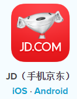 JD.COM
JD（手机京东）
iOS · Android